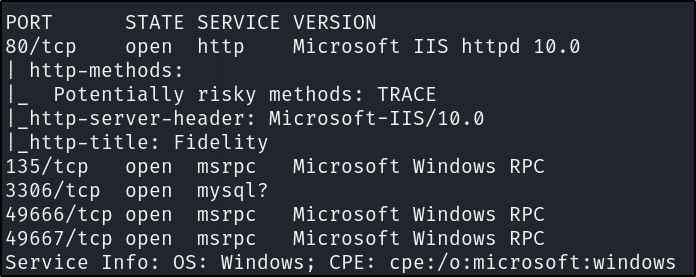 PORT      STATE SERVICE VERSION
80/tcp    open  http    Microsoft IIS httpd 10.0
| http-methods:
|_  Potentially risky methods: TRACE
|_http-server-header: Microsoft-IIS/10.0
|_http-title: Fidelity
135/tcp   open  msrpc   Microsoft Windows RPC
3306/tcp  open  mysql?
49666/tcp open  msrpc   Microsoft Windows RPC
49667/tcp open  msrpc   Microsoft Windows RPC
Service Info: OS: Windows; CPE: cpe:/o:microsoft:windows